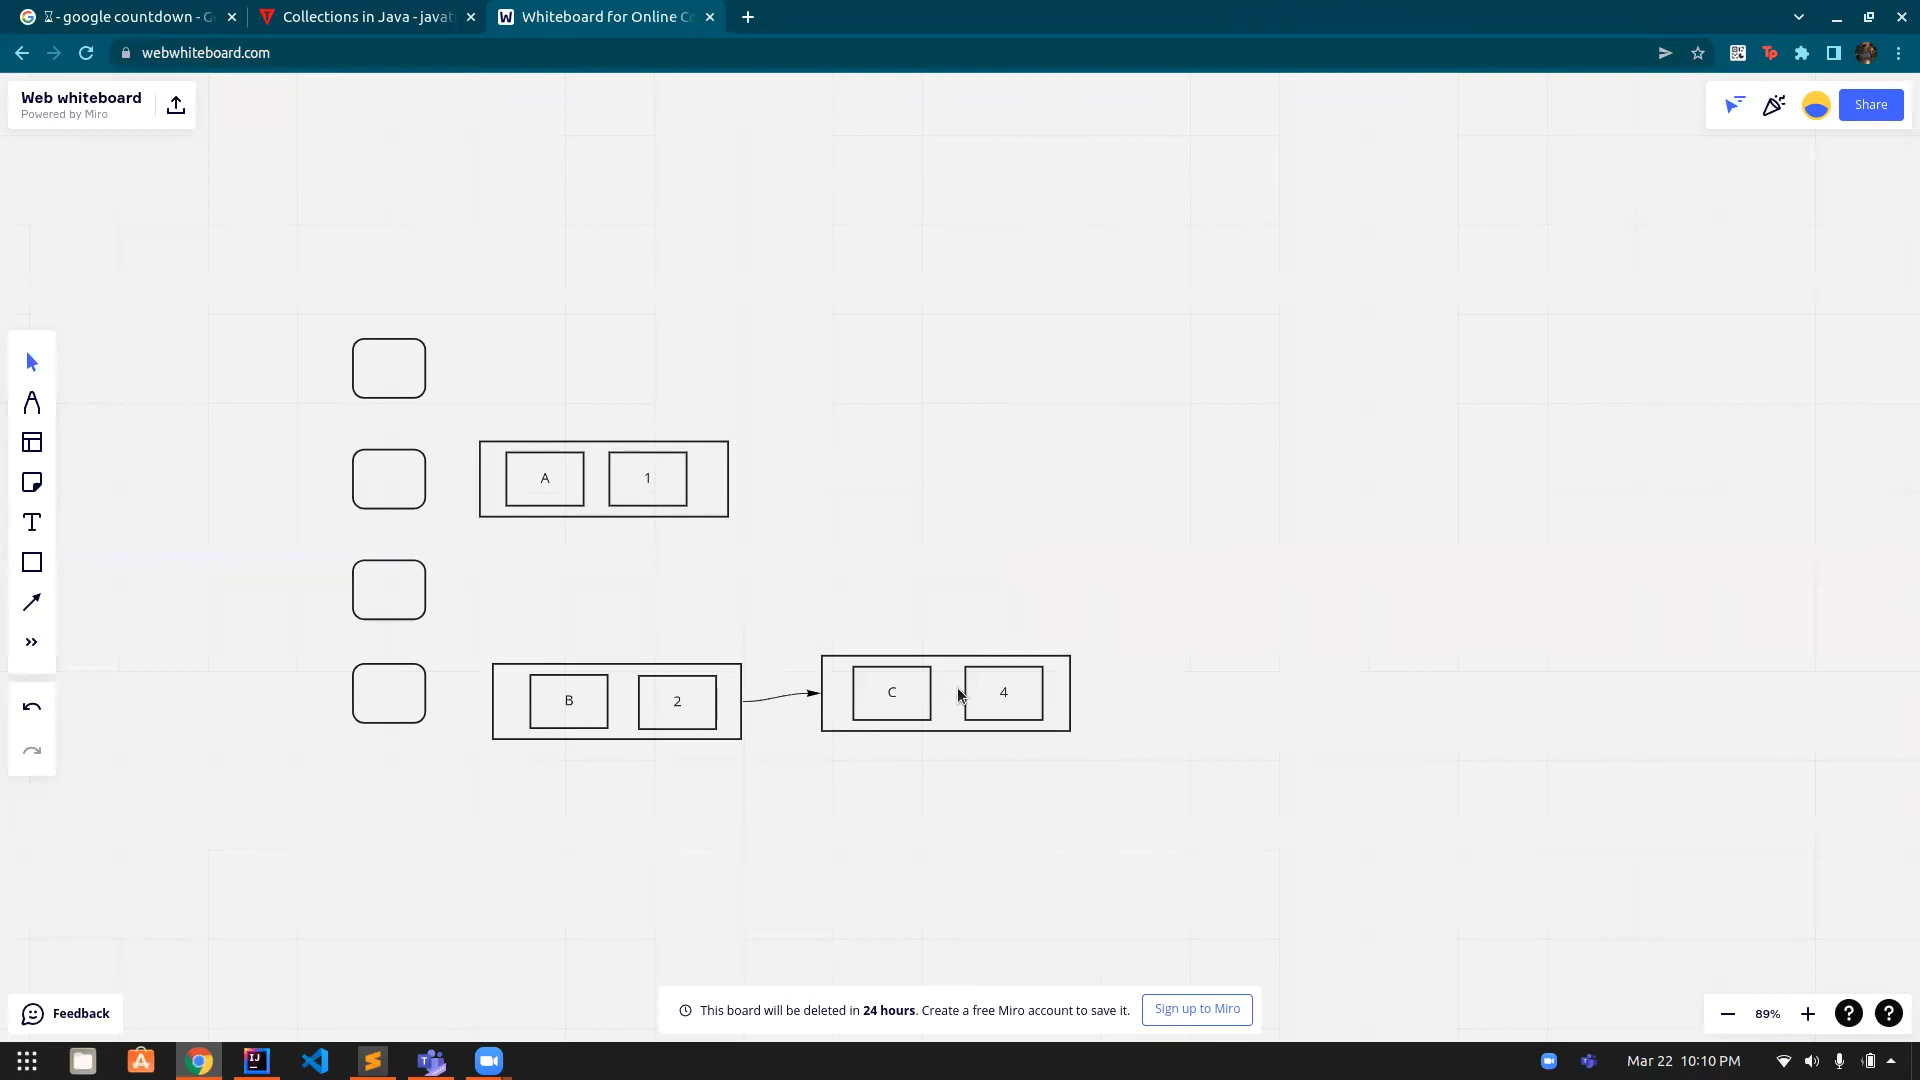 ⌛ - google countdown - G
Collections in Java - javat
Whiteboard for Online C
webwhiteboard.com
Web whiteboard
Powered by Miro
Share
A
1
B
2
C
4
T
Feedback
This board will be deleted in 24 hours. Create a free Miro account to save it.
Sign up to Miro
89%
Mar 22 10:10 PM